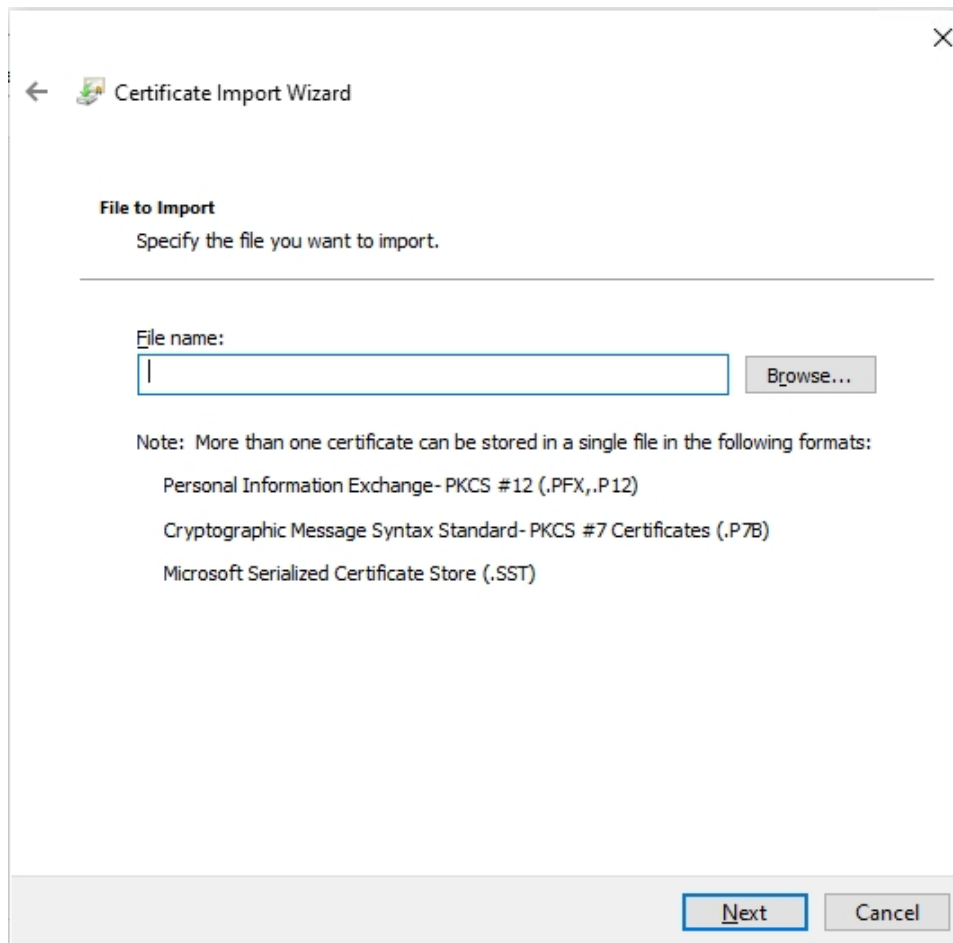 Certificate Import Wizard
File to Import
Specify the file you want to import.
File name:
Browse...
Note: More than one certificate can be stored in a single file in the following formats:
Personal Information Exchange- PKCS #12 (.PFX,.P12)
Cryptographic Message Syntax Standard- PKCS #7 Certificates (.P7B)
Microsoft Serialized Certificate Store (.SST)
Next
Cancel